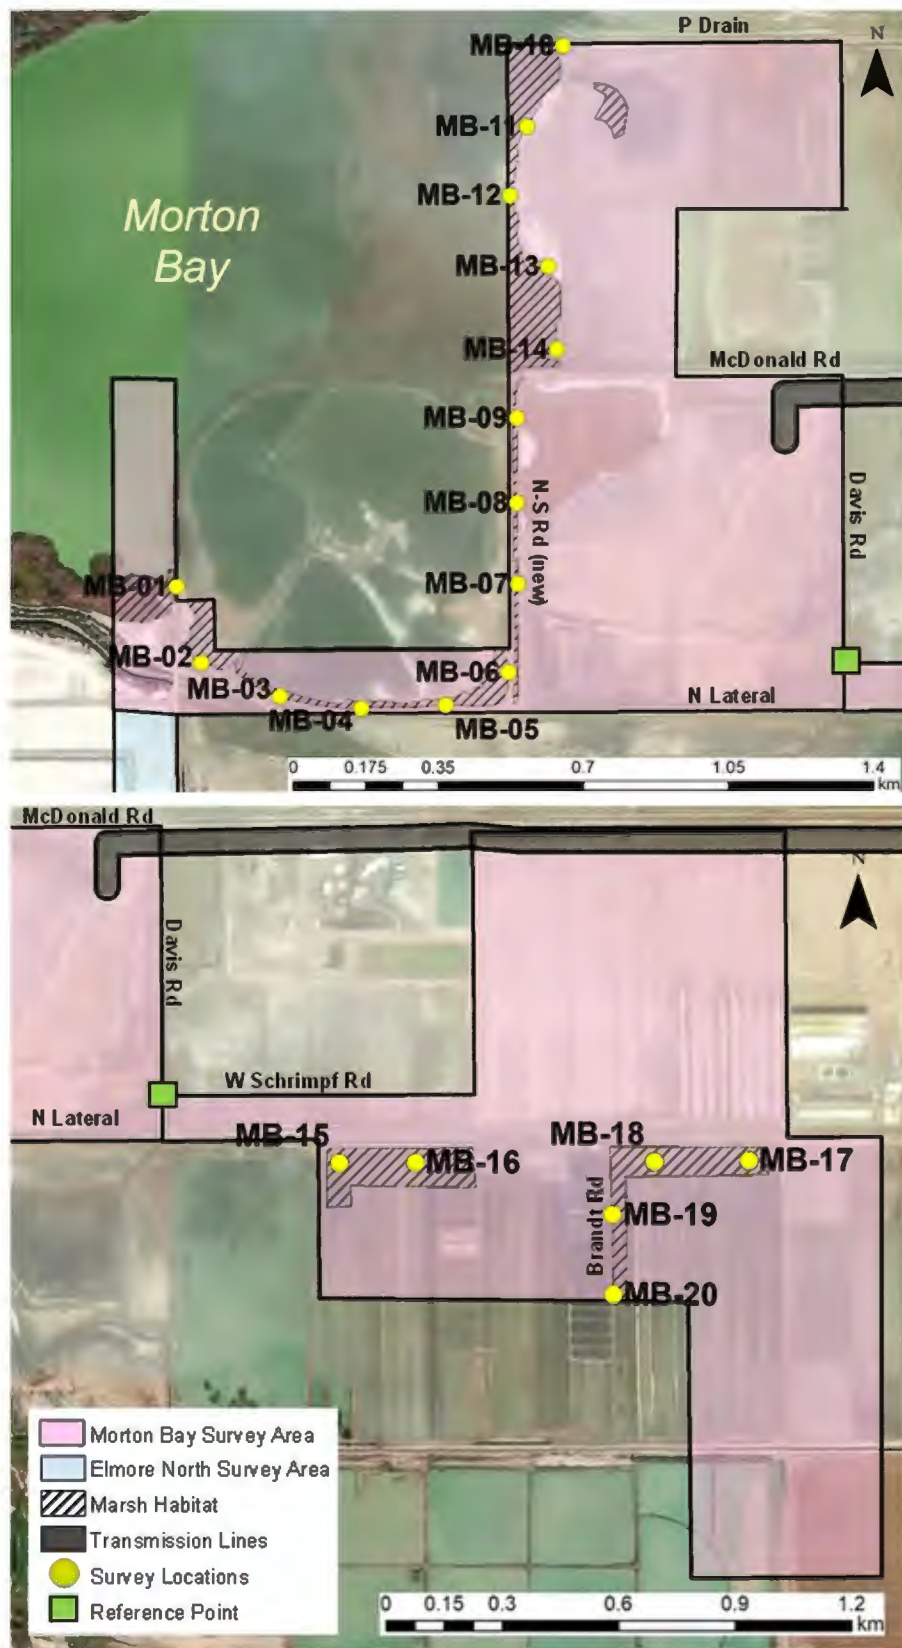 P Drain
N
MB-10
MB-11
MB-12
Morton
Bay
MB-13
MB-14
McDonald Rd
MB-09
MB-08
N-S Rd (new)
Davis Rd
MB-07
MB-01
MB-02
MB-06
MB-03
MB-04
MB-05
N Lateral
0 0.175 0.35 0.7 1.05 1.4
km
McDonald Rd
N
Davis Rd
W Schrimpf Rd
N Lateral
MB-15
MB-18
MB-16
MB-17
Brandt Rd
MB-19
MB-20
Morton Bay Survey Area
Elmore North Survey Area
Marsh Habitat
Transmission Lines
Survey Locations
Reference Point
0 0.15 0.3 0.6 0.9 1.2
km